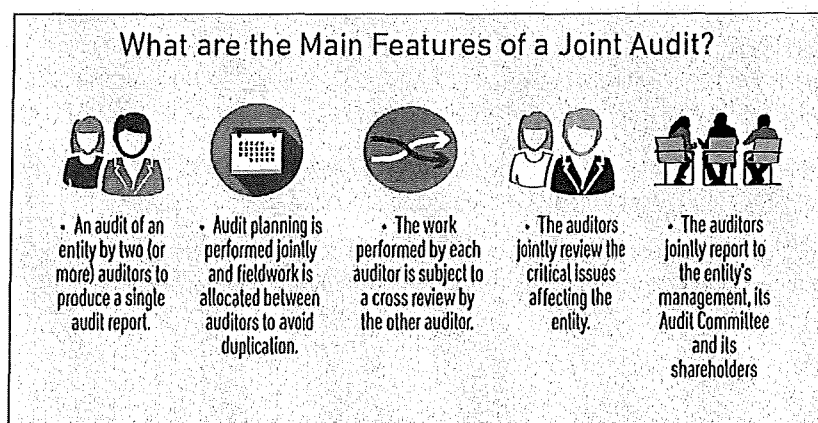 What are the Main Features of a Joint Audit?
• An audit of an
entity by two (or
more) auditors to
produce a single
audit report.
• Audit planning is
performed jointly
and fieldwork is
allocated between
auditors to avoid
duplication.
• The work
performed by each
auditor is subject to
a cross review by
the other auditor.
• The auditors
jointly review the
critical issues
affecting the
entity.
• The auditors
jointly report to
the entity's
management, its
Audit Committee
and its
shareholders